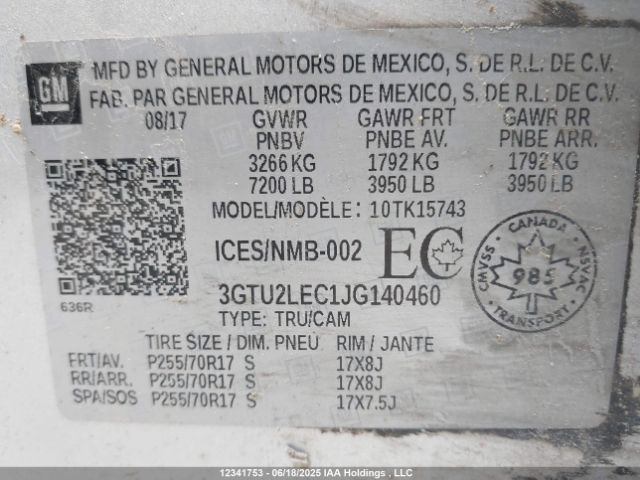 GM
MFD BY GENERAL MOTORS DE MEXICO, S. DE R.L. DE C.V.
FAB. PAR GENERAL MOTORS DE MEXICO, S. DE R.L. DE C.V.
08/17 GVWR GAWR FRT GAWR RR
PNBV PNBE AV. PNBE ARR.
3266 KG 1792 KG 1792 KG
7200 LB 3950 LB 3950 LB
MODEL/MODÈLE: 10TK15743
ICES/NMB-002 EC
CANADA
CMVSS 985 NSVAC
TRANSPORT
636R
3GTU2LEC1JG140460
TYPE: TRU/CAM
TIRE SIZE / DIM. PNEU RIM / JANTE
FRT/AV. P255/70R17 S 17X8J
RR/ARR. P255/70R17 S 17X8J
SPA/SOS P255/70R17 S 17X7.5J
12341753 - 06/18/2025 IAA Holdings , LLC